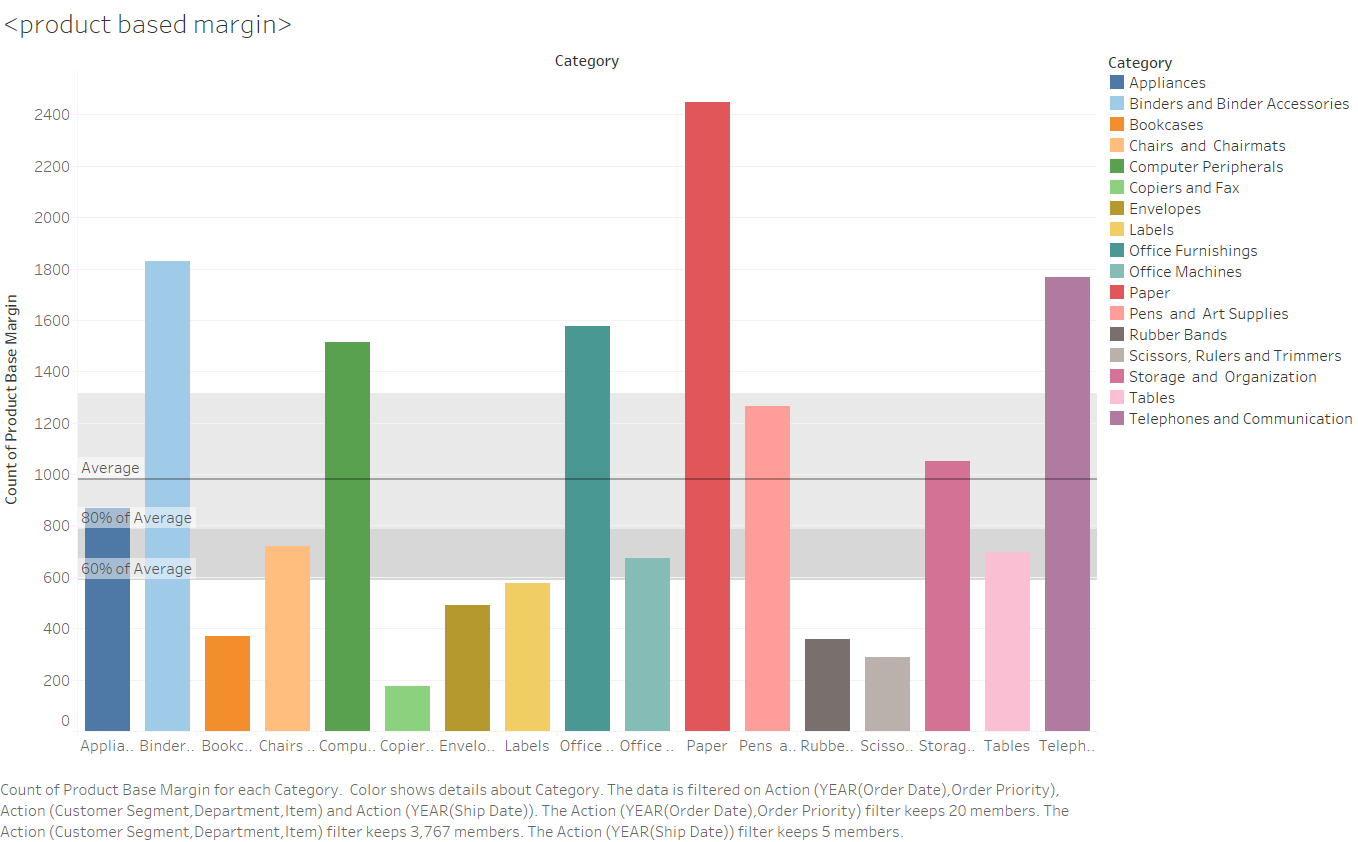 <product based margin>
Category
Count of Product Base Margin
2400
2200
2000
1800
1600
1400
1200
1000
800
600
400
200
0
Average
80% of Average
60% of Average
Applia.. Binder.. Bookc.. Chairs .. Compu.. Copier.. Envelo.. Labels Office .. Office .. Paper Pens a.. Rubbe.. Scisso.. Storag.. Tables Teleph..
Category
Appliances
Binders and Binder Accessories
Bookcases
Chairs and Chairmats
Computer Peripherals
Copiers and Fax
Envelopes
Labels
Office Furnishings
Office Machines
Paper
Pens and Art Supplies
Rubber Bands
Scissors, Rulers and Trimmers
Storage and Organization
Tables
Telephones and Communication
Count of Product Base Margin for each Category. Color shows details about Category. The data is filtered on Action (YEAR(Order Date),Order Priority),
Action (Customer Segment,Department,Item) and Action (YEAR(Ship Date)). The Action (YEAR(Order Date),Order Priority) filter keeps 20 members. The
Action (Customer Segment,Department,Item) filter keeps 3,767 members. The Action (YEAR(Ship Date)) filter keeps 5 members.